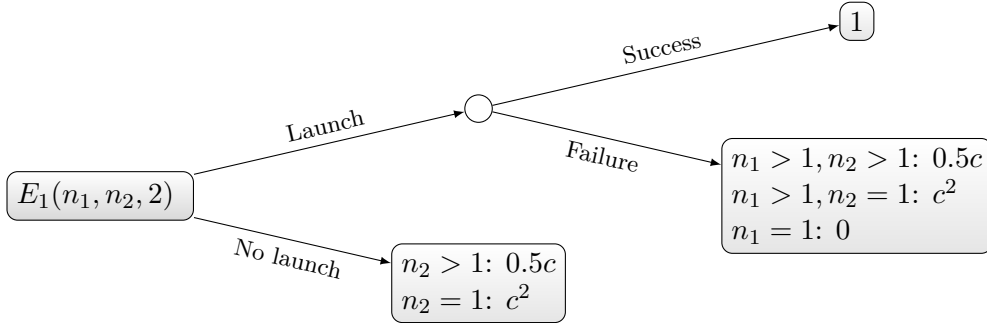 1
Success
Launch
Failure
$n_1 > 1, n_2 > 1$: $0.5c$
$n_1 > 1, n_2 = 1$: $c^2$
$n_1 = 1$: $0$
$E_1(n_1, n_2, 2)$
No launch
$n_2 > 1$: $0.5c$
$n_2 = 1$: $c^2$